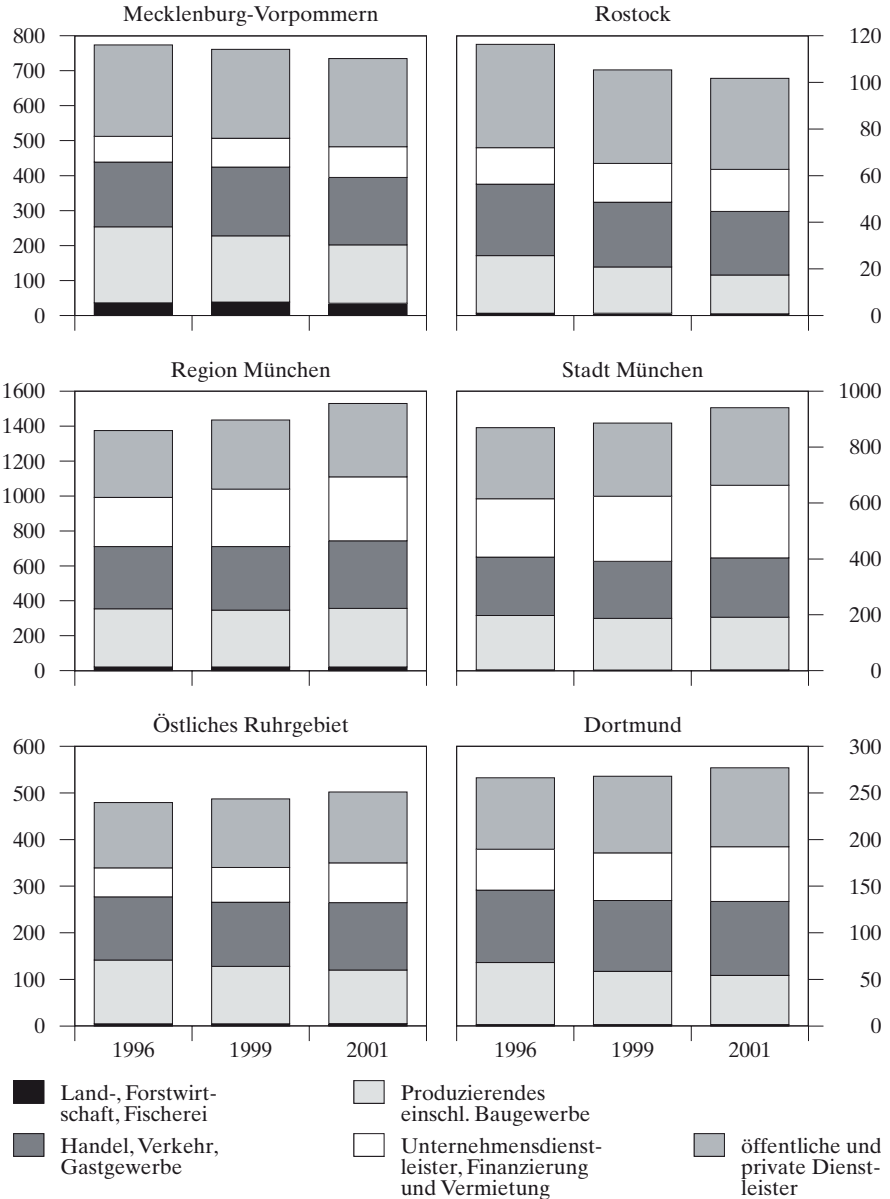 Mecklenburg-Vorpommern
Rostock
800
700
600
500
400
300
200
100
0
120
100
80
60
40
20
0
Region München
Stadt München
1600
1400
1200
1000
800
600
400
200
0
1000
800
600
400
200
0
Östliches Ruhrgebiet
Dortmund
600
500
400
300
200
100
0
300
250
200
150
100
50
0
1996 1999 2001 1996 1999 2001
Land-, Forstwirt-
schaft, Fischerei
Produzierendes
einschl. Baugewerbe
Handel, Verkehr,
Gastgewerbe
Unternehmensdienst-
leister, Finanzierung
und Vermietung
öffentliche und
private Dienst-
leister